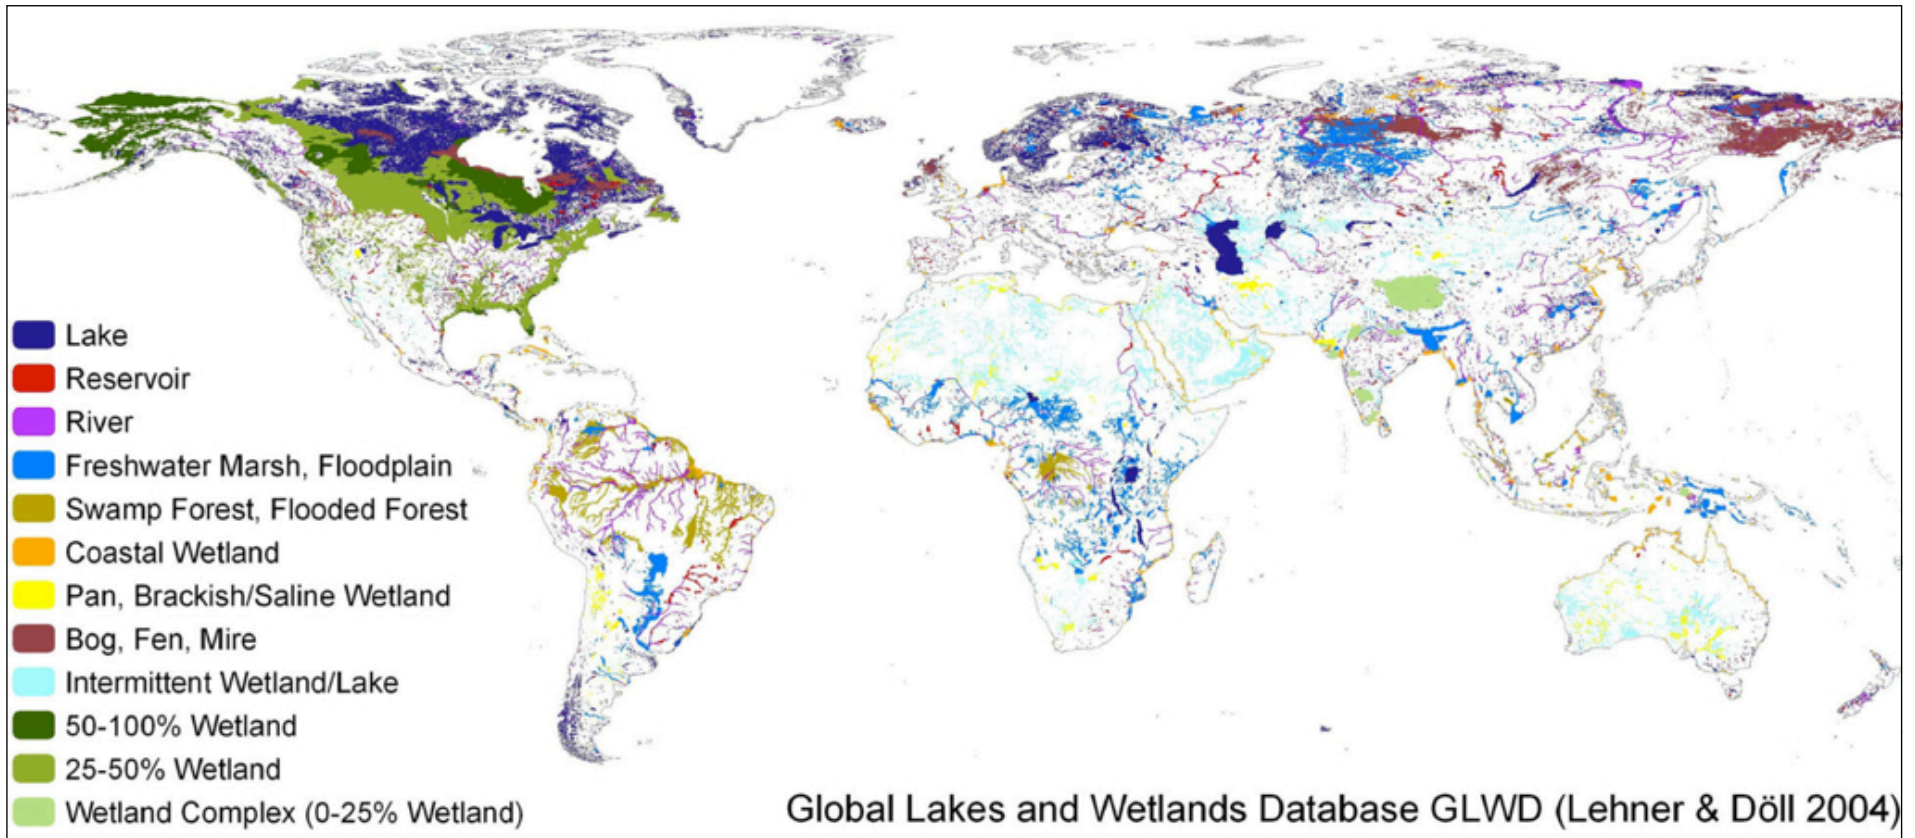 Lake
Reservoir
River
Freshwater Marsh, Floodplain
Swamp Forest, Flooded Forest
Coastal Wetland
Pan, Brackish/Saline Wetland
Bog, Fen, Mire
Intermittent Wetland/Lake
50-100% Wetland
25-50% Wetland
Wetland Complex (0-25% Wetland)
Global Lakes and Wetlands Database GLWD (Lehner & Döll 2004)